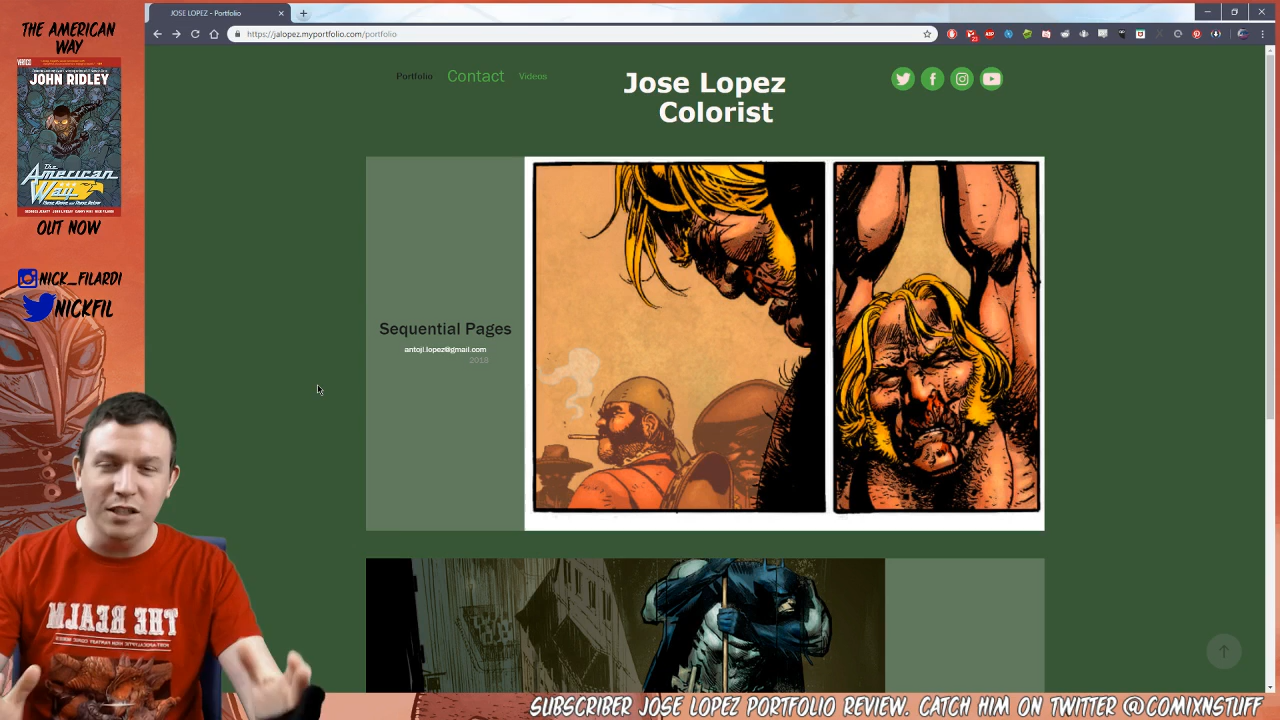 THE AMERICAN
WAY
JOHN RIDLEY
The
American
Way
OUT NOW
NICK_FILARDI
NICKFIL
JOSE LOPEZ - Portfolio
https://jalopez.myportfolio.com/portfolio
Portfolio
Contact
Videos
Jose Lopez
Colorist
Sequential Pages
antoji.lopez@gmail.com
2018
THE REALM
SUBSCRIBER JOSE LOPEZ PORTFOLIO REVIEW. CATCH HIM ON TWITTER @COMIXNSTUFF